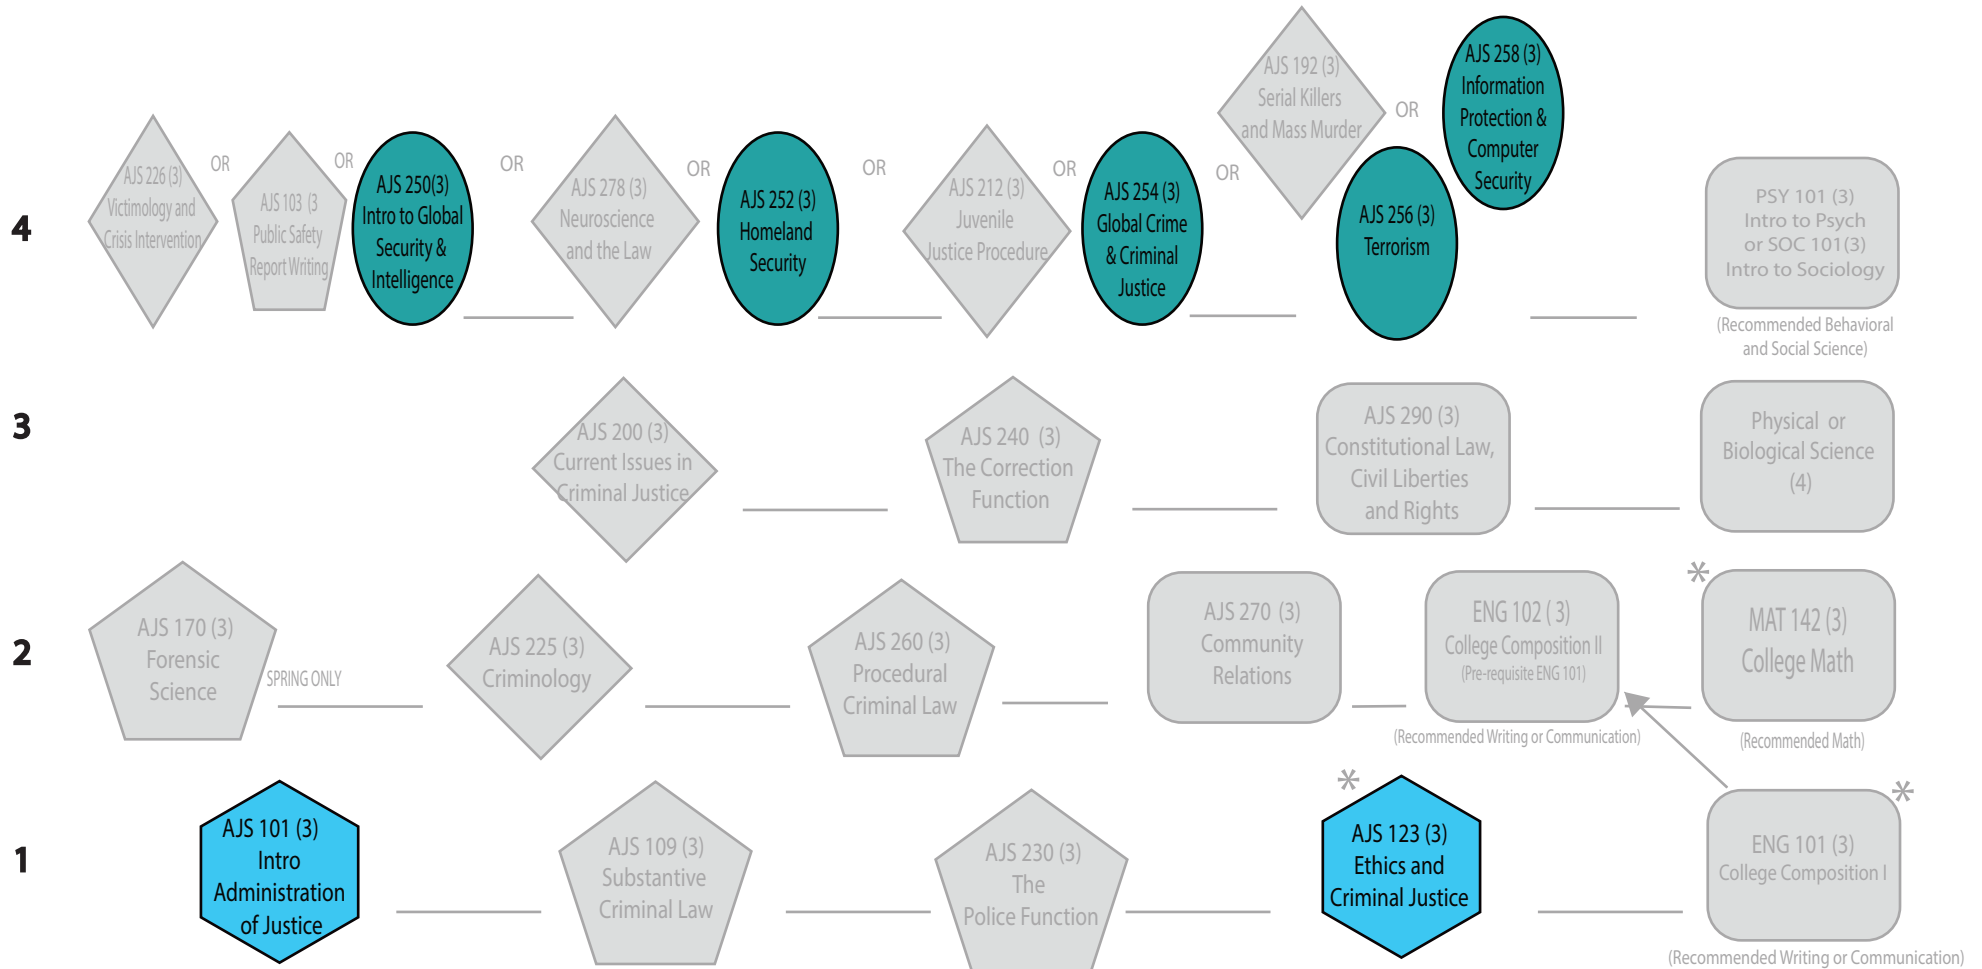 4
AJS 226 (3)
Victimology and
Crisis Intervention
OR
AJS 103 (3
Public Safety
Report Writing
OR
AJS 250(3)
Intro to Global
Security &
Intelligence
OR
AJS 278 (3)
Neuroscience
and the Law
OR
AJS 252 (3)
Homeland
Security
OR
AJS 212 (3)
Juvenile
Justice Procedure
OR
AJS 254 (3)
Global Crime
& Criminal
Justice
OR
AJS 192 (3)
Serial Killers
and Mass Murder
OR
AJS 256 (3)
Terrorism
AJS 258 (3)
Information
Protection &
Computer
Security
PSY 101 (3)
Intro to Psych
or SOC 101(3)
Intro to Sociology
(Recommended Behavioral
and Social Science)
3
AJS 200 (3)
Current Issues in
Criminal Justice
AJS 240 (3)
The Correction
Function
AJS 290 (3)
Constitutional Law,
Civil Liberties
and Rights
Physical or
Biological Science
(4)
2
AJS 170 (3)
Forensic
Science
SPRING ONLY
AJS 225 (3)
Criminology
AJS 260 (3)
Procedural
Criminal Law
AJS 270 (3)
Community
Relations
ENG 102 ( 3)
College Composition II
(Pre-requisite ENG 101)
(Recommended Writing or Communication)
*
MAT 142 (3)
College Math
(Recommended Math)
1
AJS 101 (3)
Intro
Administration
of Justice
AJS 109 (3)
Substantive
Criminal Law
AJS 230 (3)
The
Police Function
*
AJS 123 (3)
Ethics and
Criminal Justice
*
ENG 101 (3)
College Composition I
(Recommended Writing or Communication)